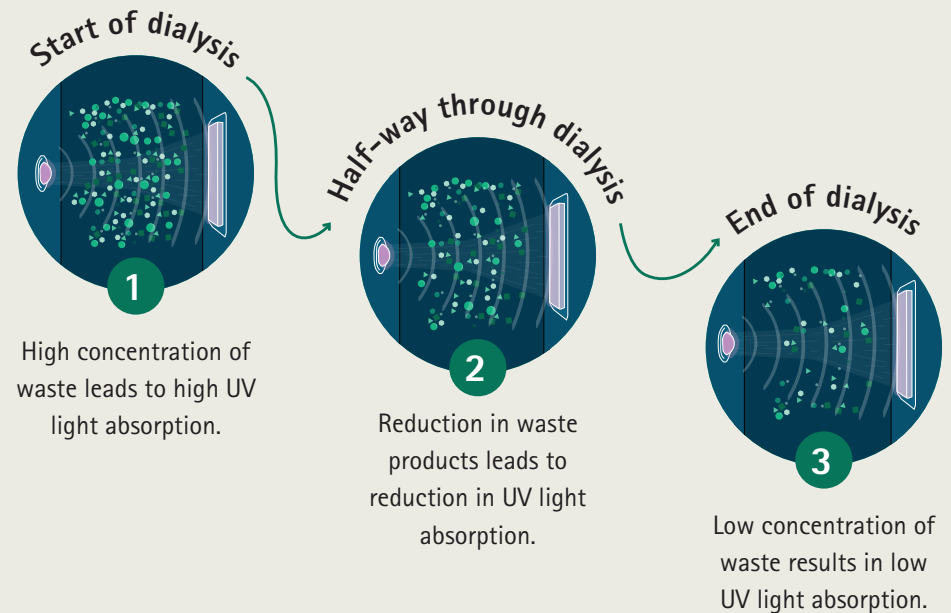 Start of dialysis
1
High concentration of
waste leads to high UV
light absorption.
Half-way through dialysis
2
Reduction in waste
products leads to
reduction in UV light
absorption.
End of dialysis
3
Low concentration of
waste results in low
UV light absorption.